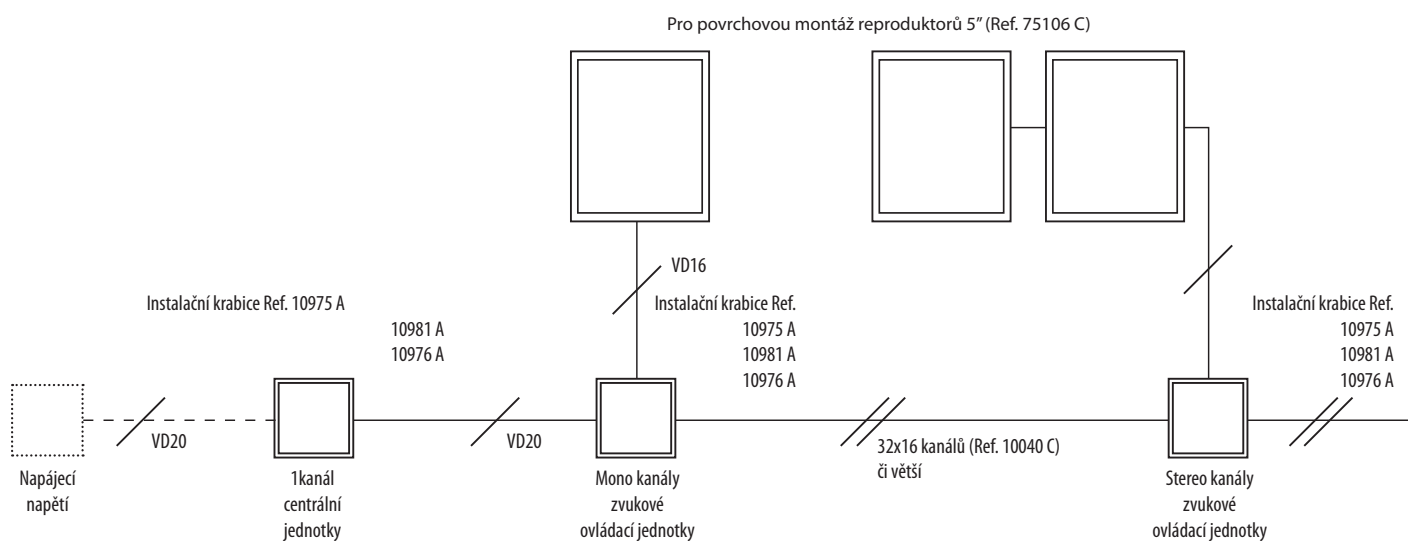 Pro povrchovou montáž reproduktorů 5” (Ref. 75106 C)
VD16
Instalační krabice Ref. 10975 A
10981 A
10976 A
Instalační krabice Ref.
10975 A
10981 A
10976 A
Instalační krabice Ref.
10975 A
10981 A
10976 A
VD20
VD20
32x16 kanálů (Ref. 10040 C)
či větší
Napájecí
napětí
1kanál
centrální
jednotky
Mono kanály
zvukové
ovládací jednotky
Stereo kanály
zvukové
ovládací jednotky